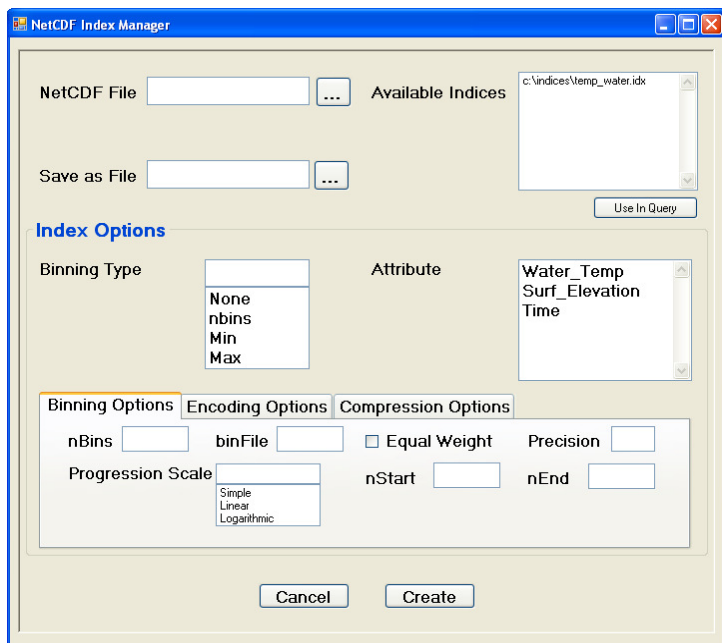 NetCDF Index Manager
NetCDF File ... Available Indices
c:\indices\temp_water.idx
Save as File ...
Use In Query
Index Options
Binning Type
None
nbins
Min
Max
Attribute
Water_Temp
Surf_Elevation
Time
Binning Options Encoding Options Compression Options
nBins binFile Equal Weight Precision
Progression Scale nStart nEnd
Simple
Linear
Logarithmic
Cancel Create